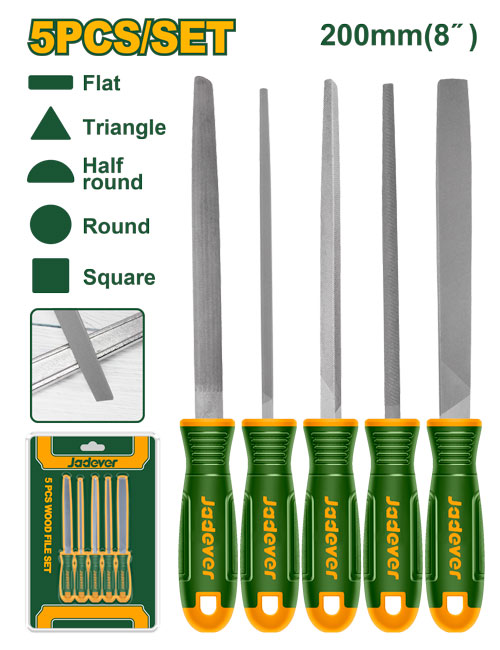 5PCS/SET
200mm(8˝)
Flat
Triangle
Half
round
Round
Square
Jadever
5 PCS WOOD FILE SET
Jadever
Jadever
Jadever
Jadever
Jadever